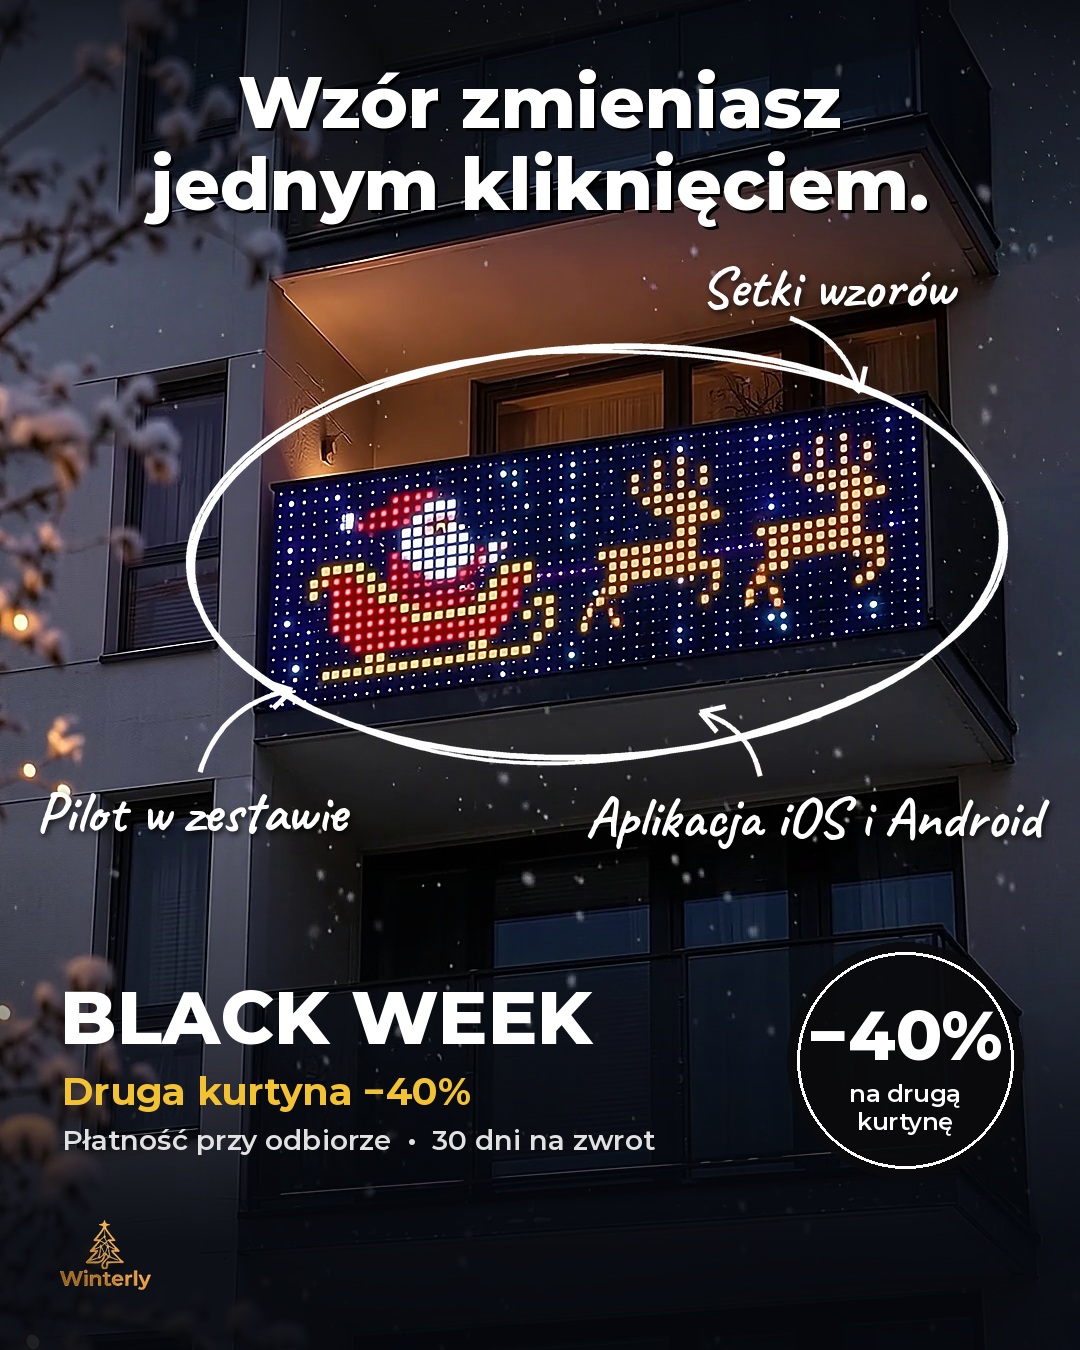 Wzór zmieniasz
jednym kliknięciem.
Setki wzorów
Pilot w zestawie
Aplikacja iOS i Android
BLACK WEEK
Druga kurtyna −40%
Płatność przy odbiorze • 30 dni na zwrot
−40%
na drugą
kurtynę
Winterly